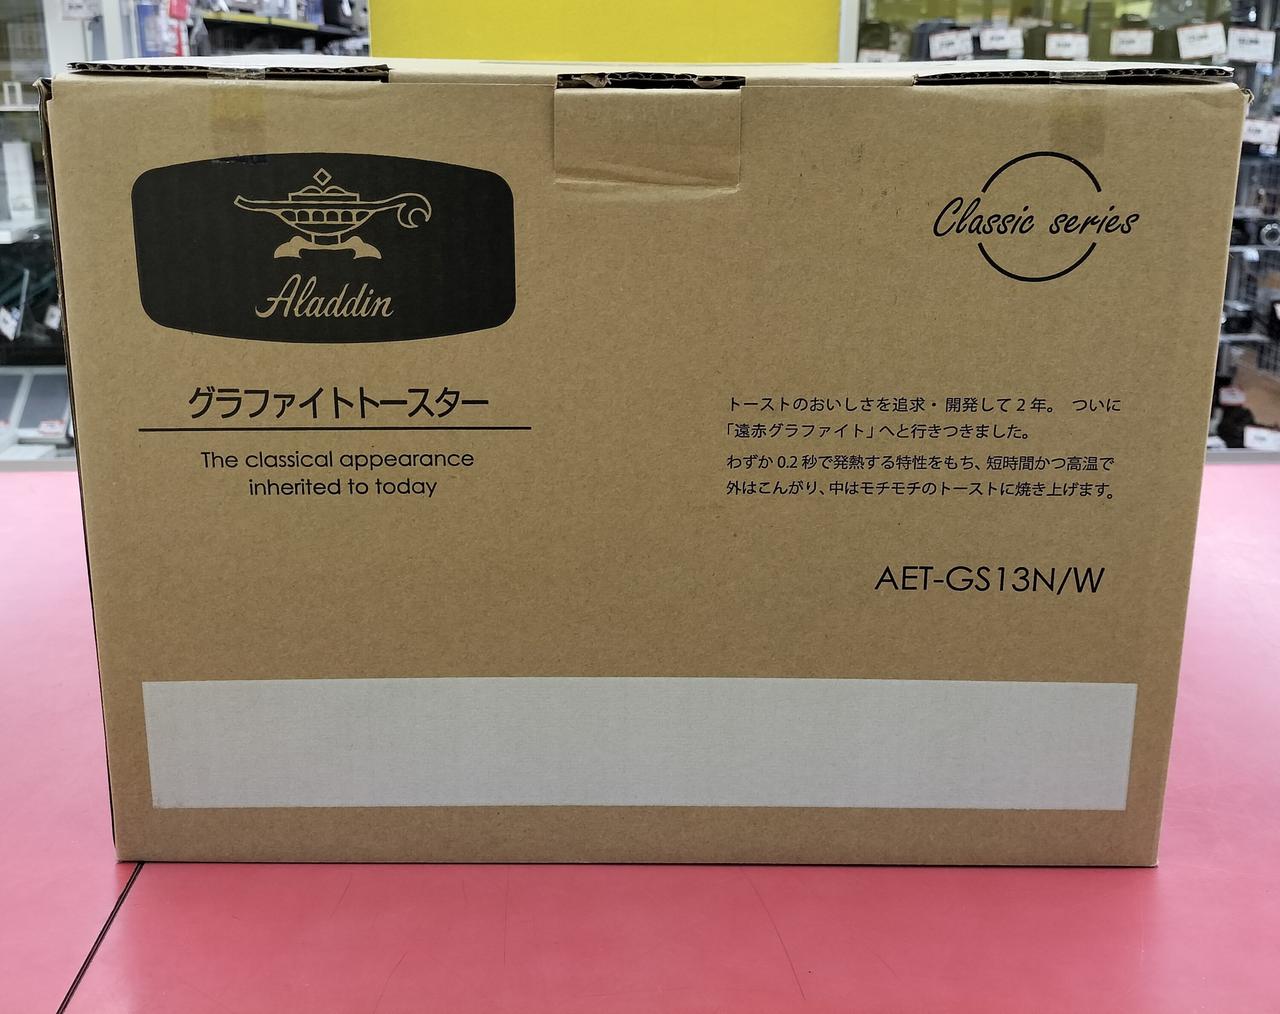 Aladdin
Classic series
グラファイトトースター
The classical appearance
inherited to today
トーストのおいしさを追求・開発して2年。 ついに
「遠赤グラファイト」へと行きつきました。
わずか0.2秒で発熱する特性をもち、短時間かつ高温で
外はこんがり、中はモチモチのトーストに焼き上げます。
AET-GS13N/W